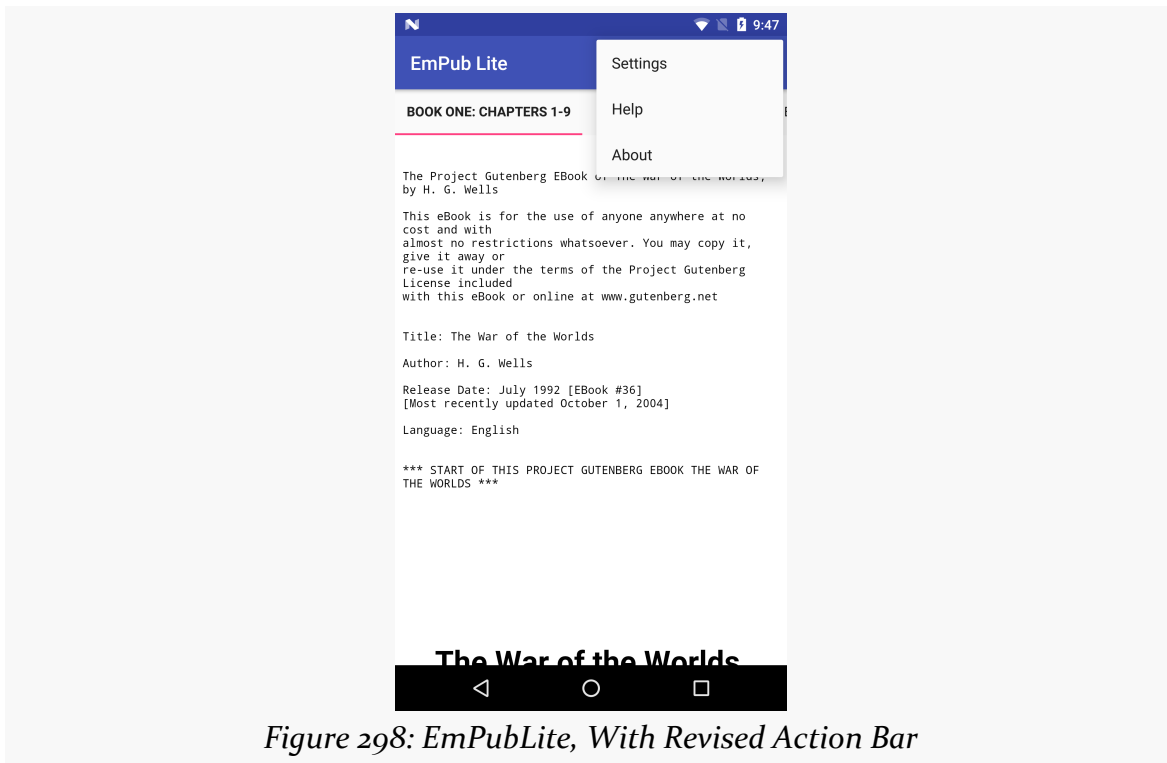 9:47
EmPub Lite
Settings
Help
About
BOOK ONE: CHAPTERS 1-9
The Project Gutenberg EBook of The War of the Worlds,
by H. G. Wells
This eBook is for the use of anyone anywhere at no
cost and with
almost no restrictions whatsoever. You may copy it,
give it away or
re-use it under the terms of the Project Gutenberg
License included
with this eBook or online at www.gutenberg.net
Title: The War of the Worlds
Author: H. G. Wells
Release Date: July 1992 [EBook #36]
[Most recently updated October 1, 2004]
Language: English
*** START OF THIS PROJECT GUTENBERG EBOOK THE WAR OF
THE WORLDS ***
The War of the Worlds
Figure 298: EmPubLite, With Revised Action Bar